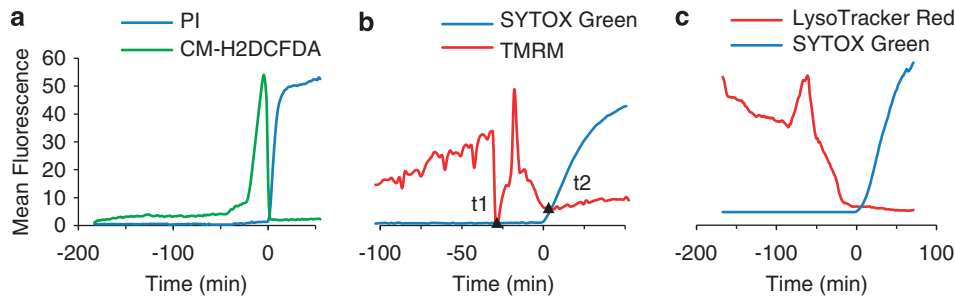 a
PI
CM-H2DCFDA
Mean Fluorescence
60
50
40
30
20
10
0
-200
-100
0
Time (min)
b
SYTOX Green
TMRM
t1
t2
-100
-50
0
Time (min)
c
LysoTracker Red
SYTOX Green
-200
-100
0
100
Time (min)